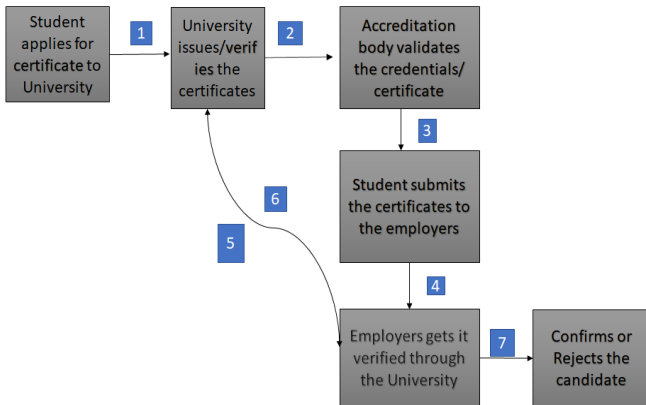 Student
applies for
certificate to
University
1
University
issues/verif
ies the
certificates
2
Accreditation
body validates
the credentials/
certificate
3
Student submits
the certificates to
the employers
6
5
4
Employers gets it
verified through
the University
7
Confirms or
Rejects the
candidate